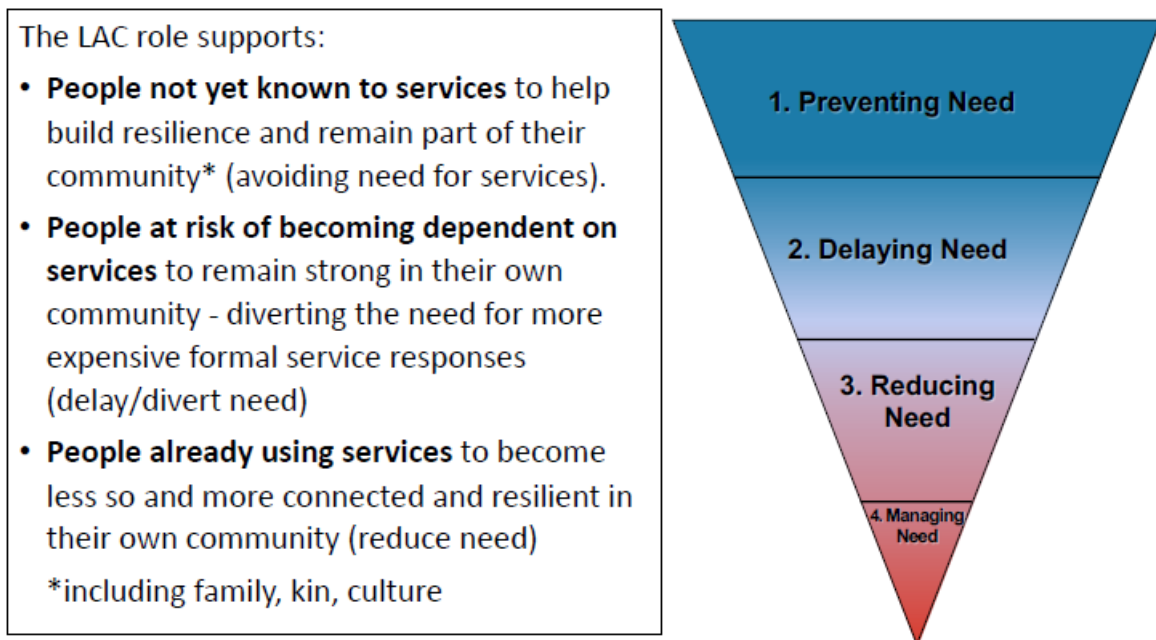 The LAC role supports:
• People not yet known to services to help
build resilience and remain part of their
community* (avoiding need for services).
• People at risk of becoming dependent on
services to remain strong in their own
community - diverting the need for more
expensive formal service responses
(delay/divert need)
• People already using services to become
less so and more connected and resilient in
their own community (reduce need)
*including family, kin, culture
1. Preventing Need
2. Delaying Need
3. Reducing
Need
4. Managing
Need